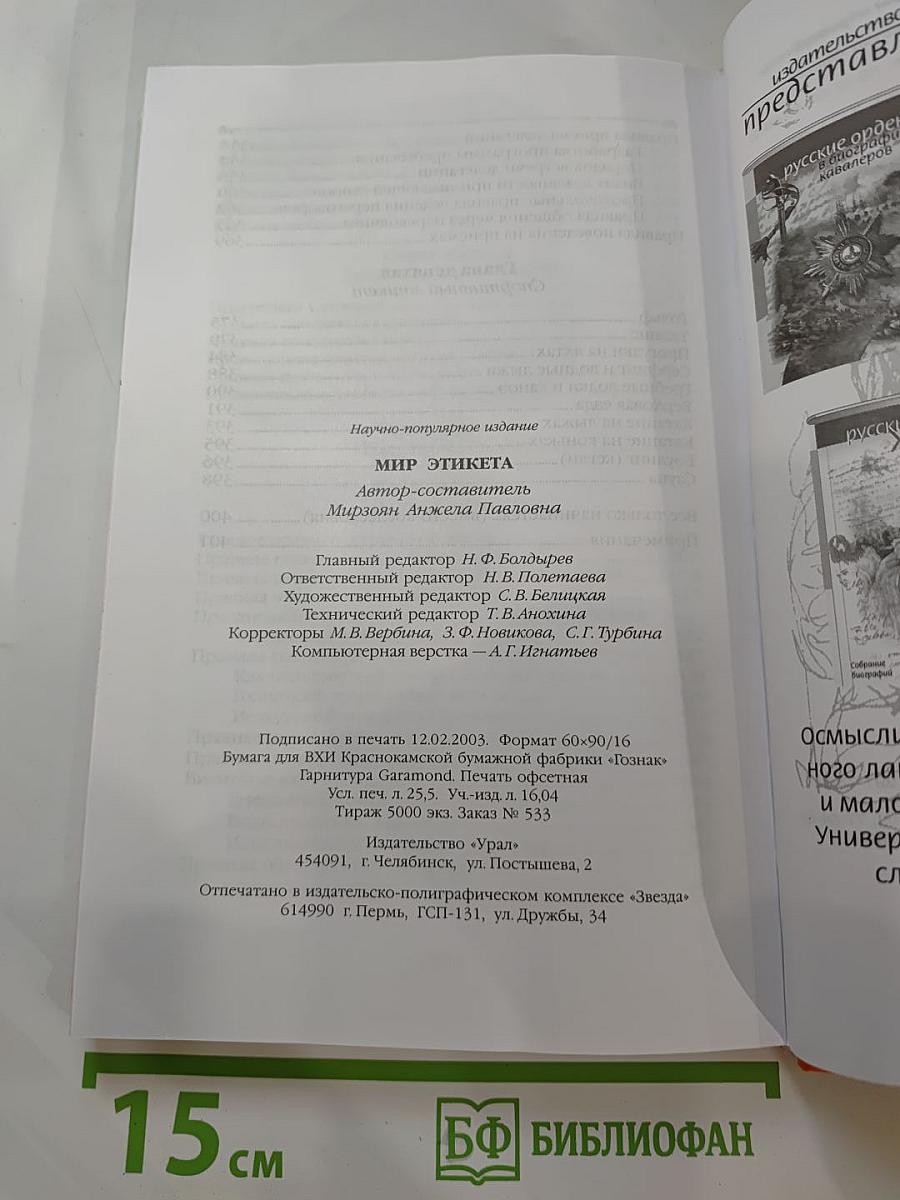 Научно-популярное издание
МИР ЭТИКЕТА
Автор-составитель
Мирзоян Анжела Павловна
Главный редактор Н. Ф. Болдырев
Ответственный редактор Н. В. Полетаева
Художественный редактор С. В. Белицкая
Технический редактор Т. В. Анохина
Корректоры М. В. Вербина, З. Ф. Новикова, С. Г. Турбина
Компьютерная верстка — А. Г. Игнатьев
Подписано в печать 12.02.2003. Формат 60×90/16
Бумага для ВХИ Краснокамской бумажной фабрики «Гознак»
Гарнитура Garamond. Печать офсетная
Усл. печ. л. 25,5. Уч.-изд. л. 16,04
Тираж 5000 экз. Заказ № 533
Издательство «Урал»
454091, г. Челябинск, ул. Постышева, 2
Отпечатано в издательско-полиграфическом комплексе «Звезда»
614990 г. Пермь, ГСП-131, ул. Дружбы, 34
издательство
представл
русские орде
в биограф
кавалеров
русски
Собрание
биографий
Осмысли
ного ла
и мало
Универ
сл
15 см
БФ БИБЛИОФАН